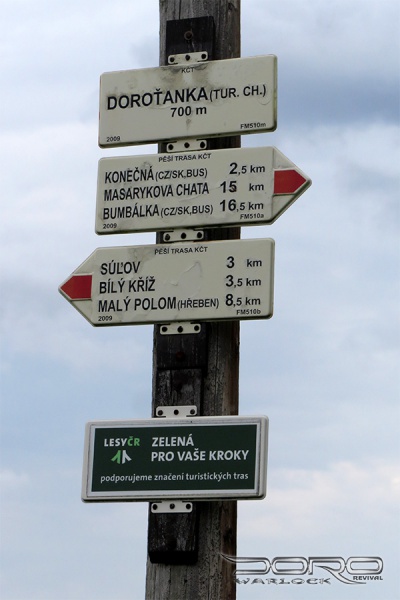 KČT
DOROŤANKA (TUR. CH.)
700 m
2009 FM510m
PĚŠÍ TRASA KČT
KONEČNÁ (CZ/SK,BUS) 2,5 km
MASARYKOVA CHATA 15 km
BUMBÁLKA (CZ/SK,BUS) 16,5 km
2009 FM510a
PĚŠÍ TRASA KČT
SÚĽOV 3 km
BÍLÝ KŘÍŽ 3,5 km
MALÝ POLOM (HŘEBEN) 8,5 km
2009 FM510b
LESY ČR ZELENÁ
PRO VAŠE KROKY
podporujeme značení turistických tras
DORO
WARLOCK REVIVAL